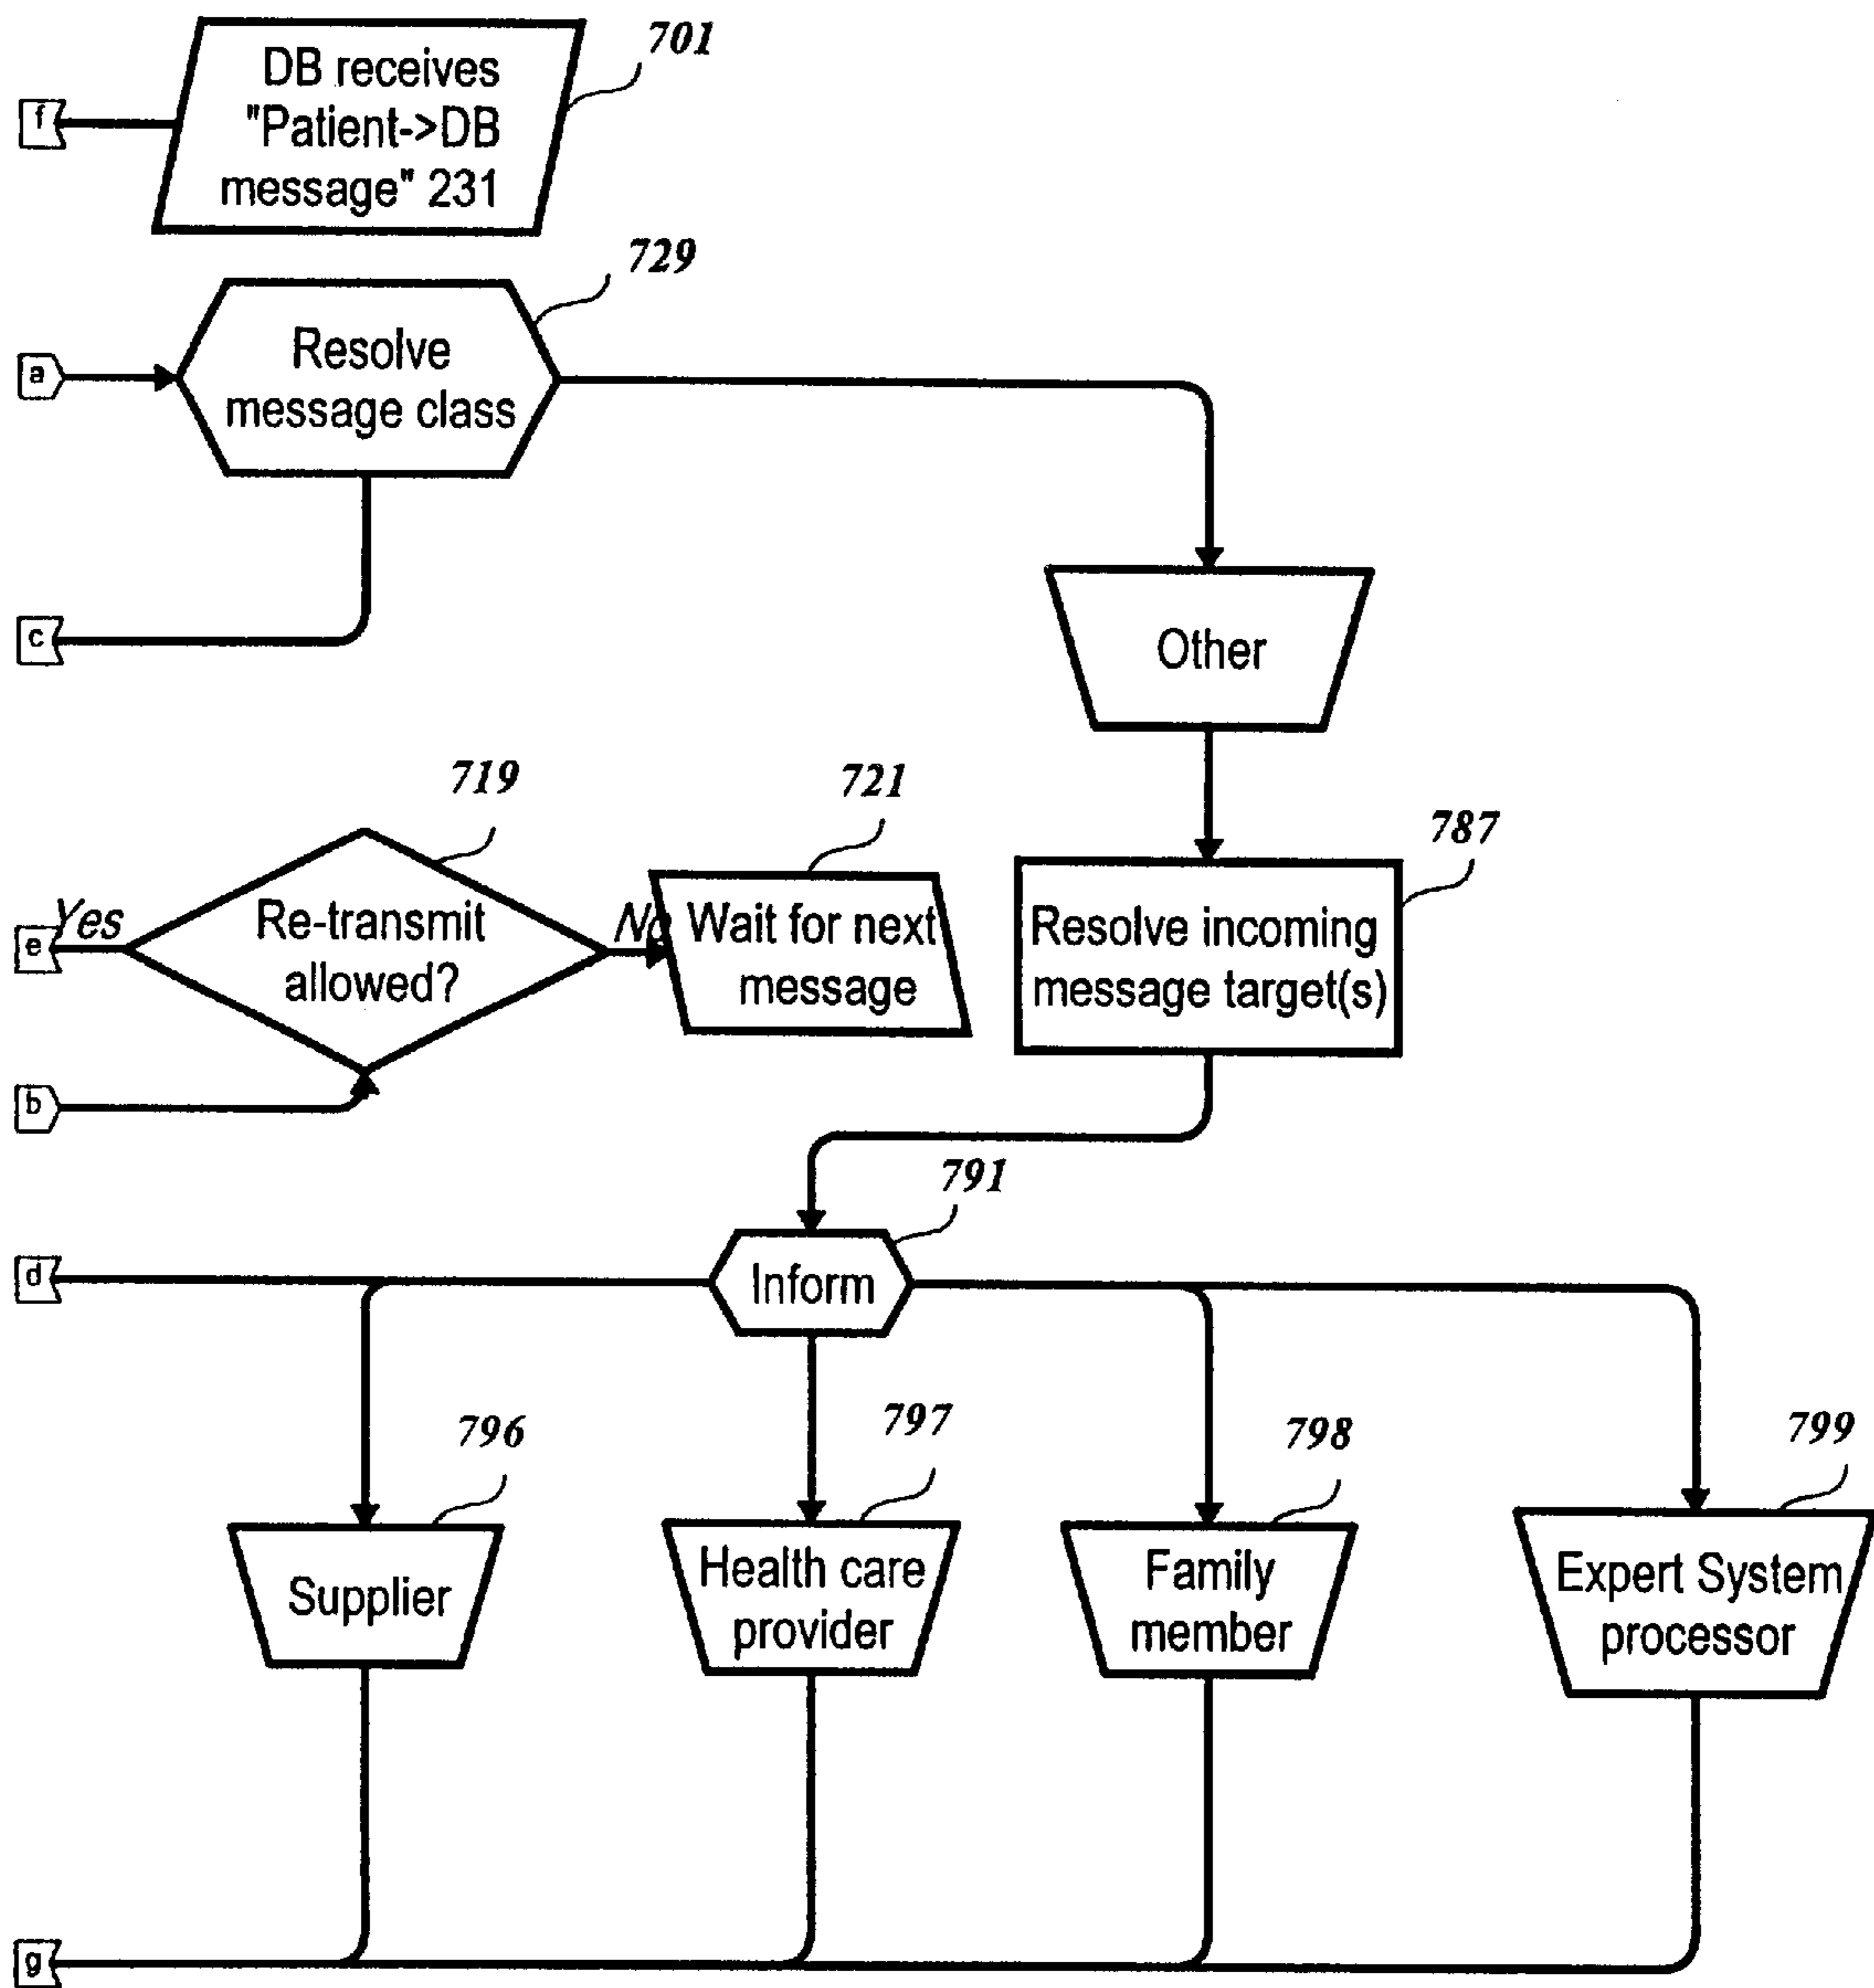 701
DB receives
"Patient->DB
message" 231
f
729
Resolve
message class
a
c
Other
719
721
787
Yes
Re-transmit
allowed?
No
Wait for next
message
Resolve incoming
message target(s)
e
b
791
Inform
d
796
797
798
799
Supplier
Health care
provider
Family
member
Expert System
processor
g